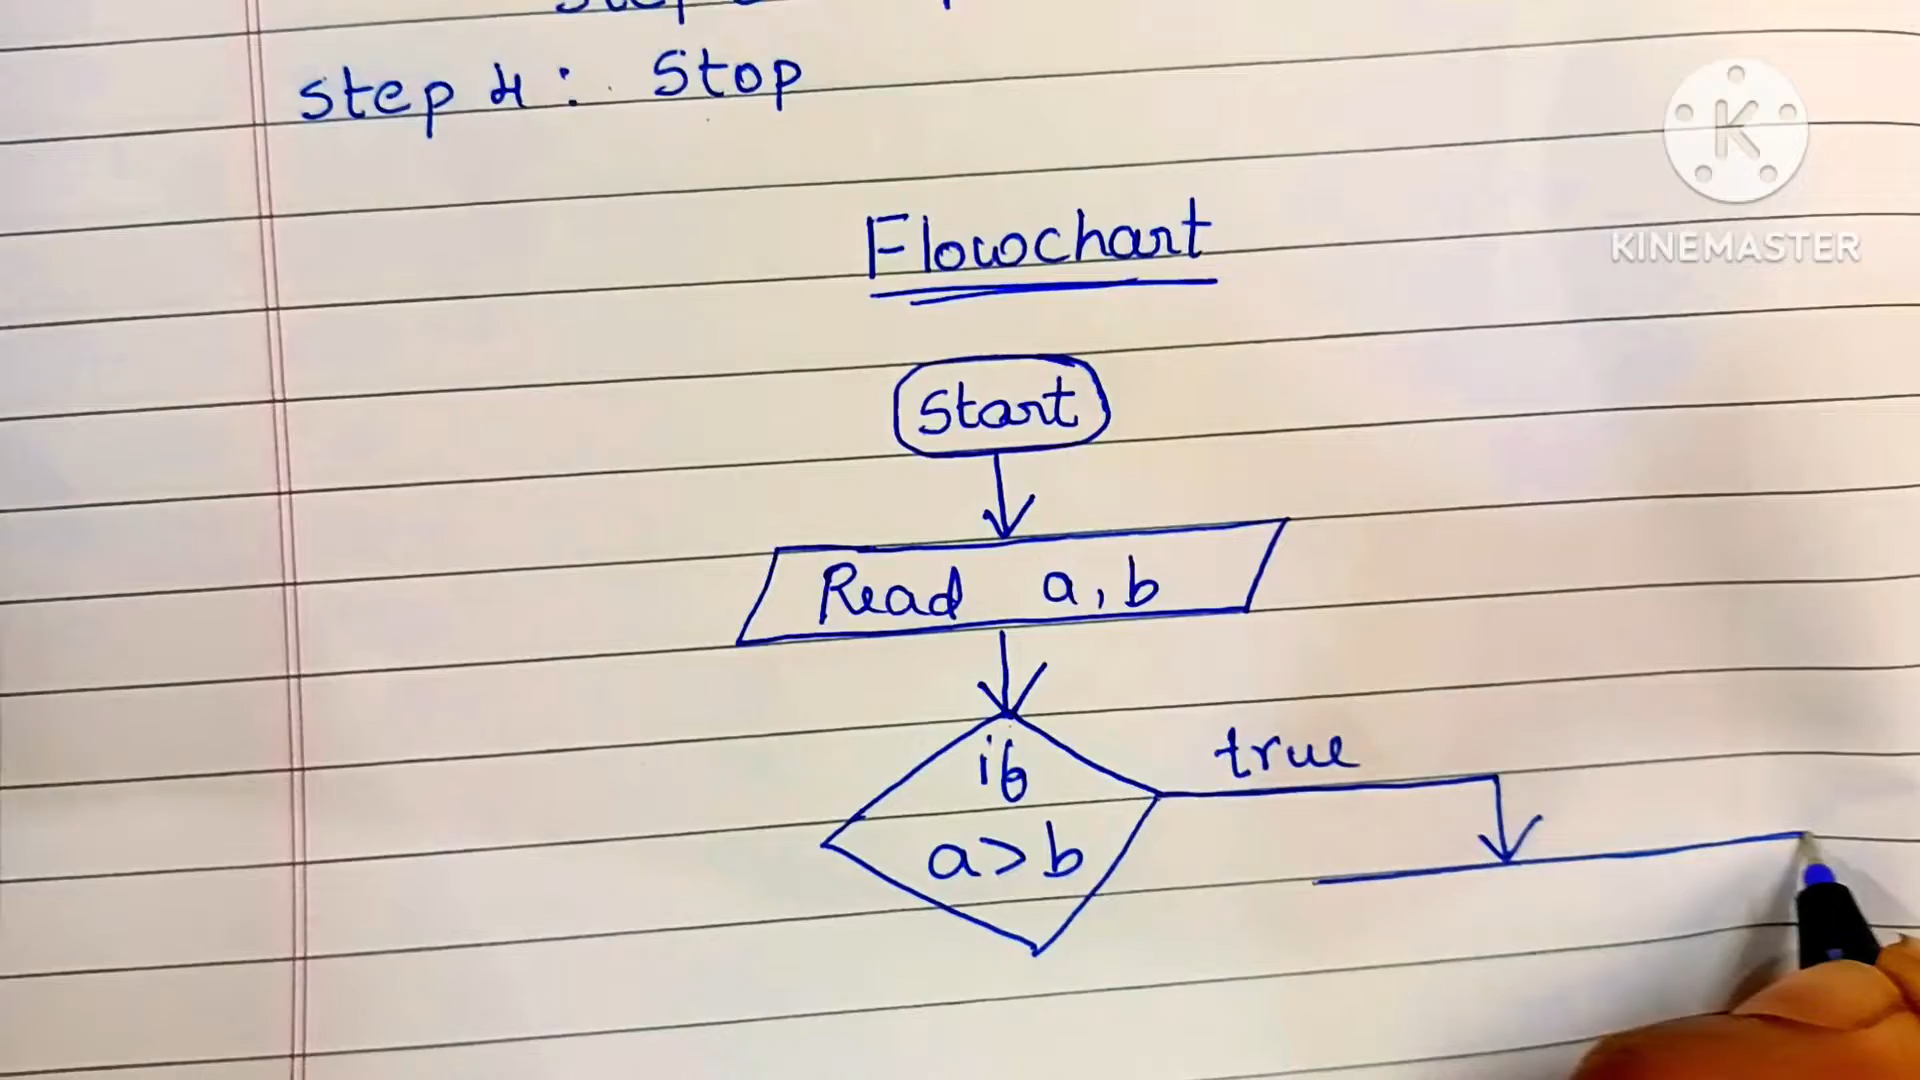 step 4 : Stop
K
KINEMASTER
Flowchart
Start
Read a, b
if
true
a > b